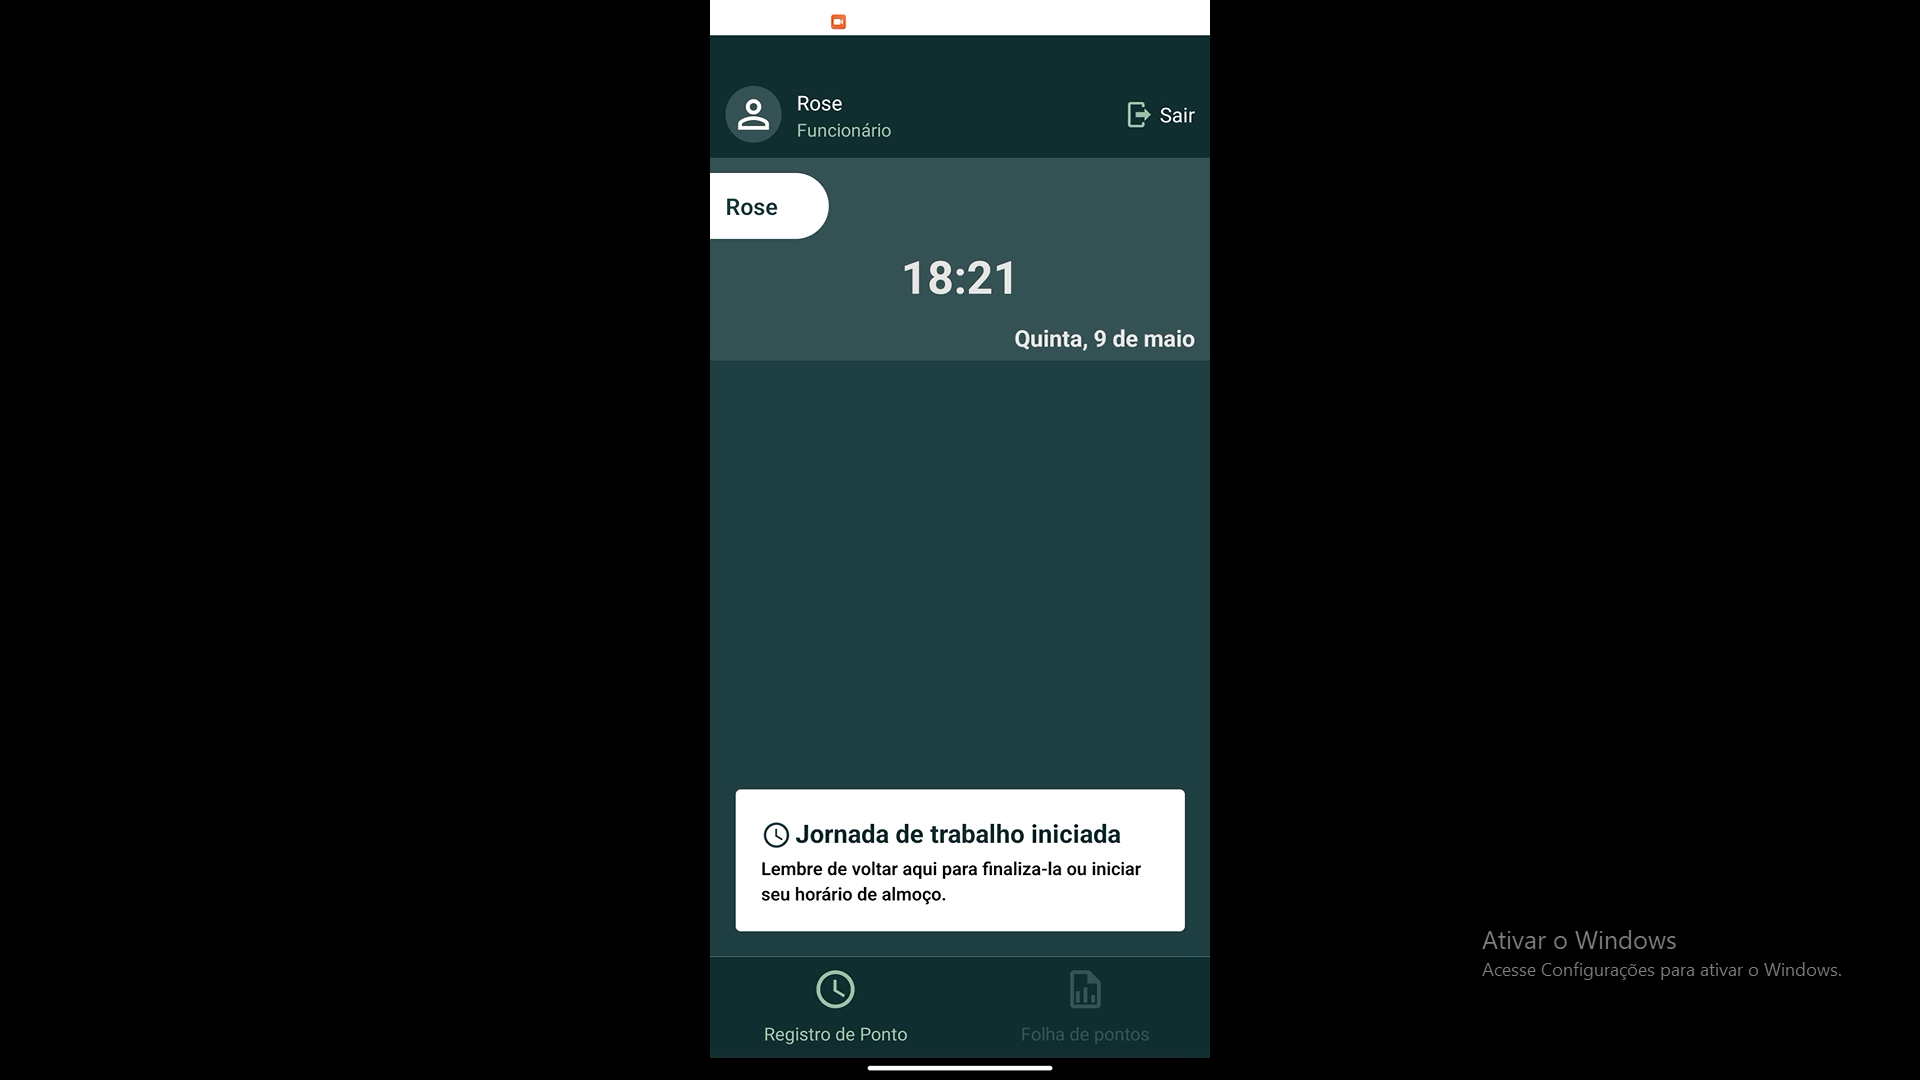 Rose
Funcionário
Sair
Rose
18:21
Quinta, 9 de maio
Jornada de trabalho iniciada
Lembre de voltar aqui para finaliza-la ou iniciar
seu horário de almoço.
Registro de Ponto
Folha de pontos
Ativar o Windows
Acesse Configurações para ativar o Windows.